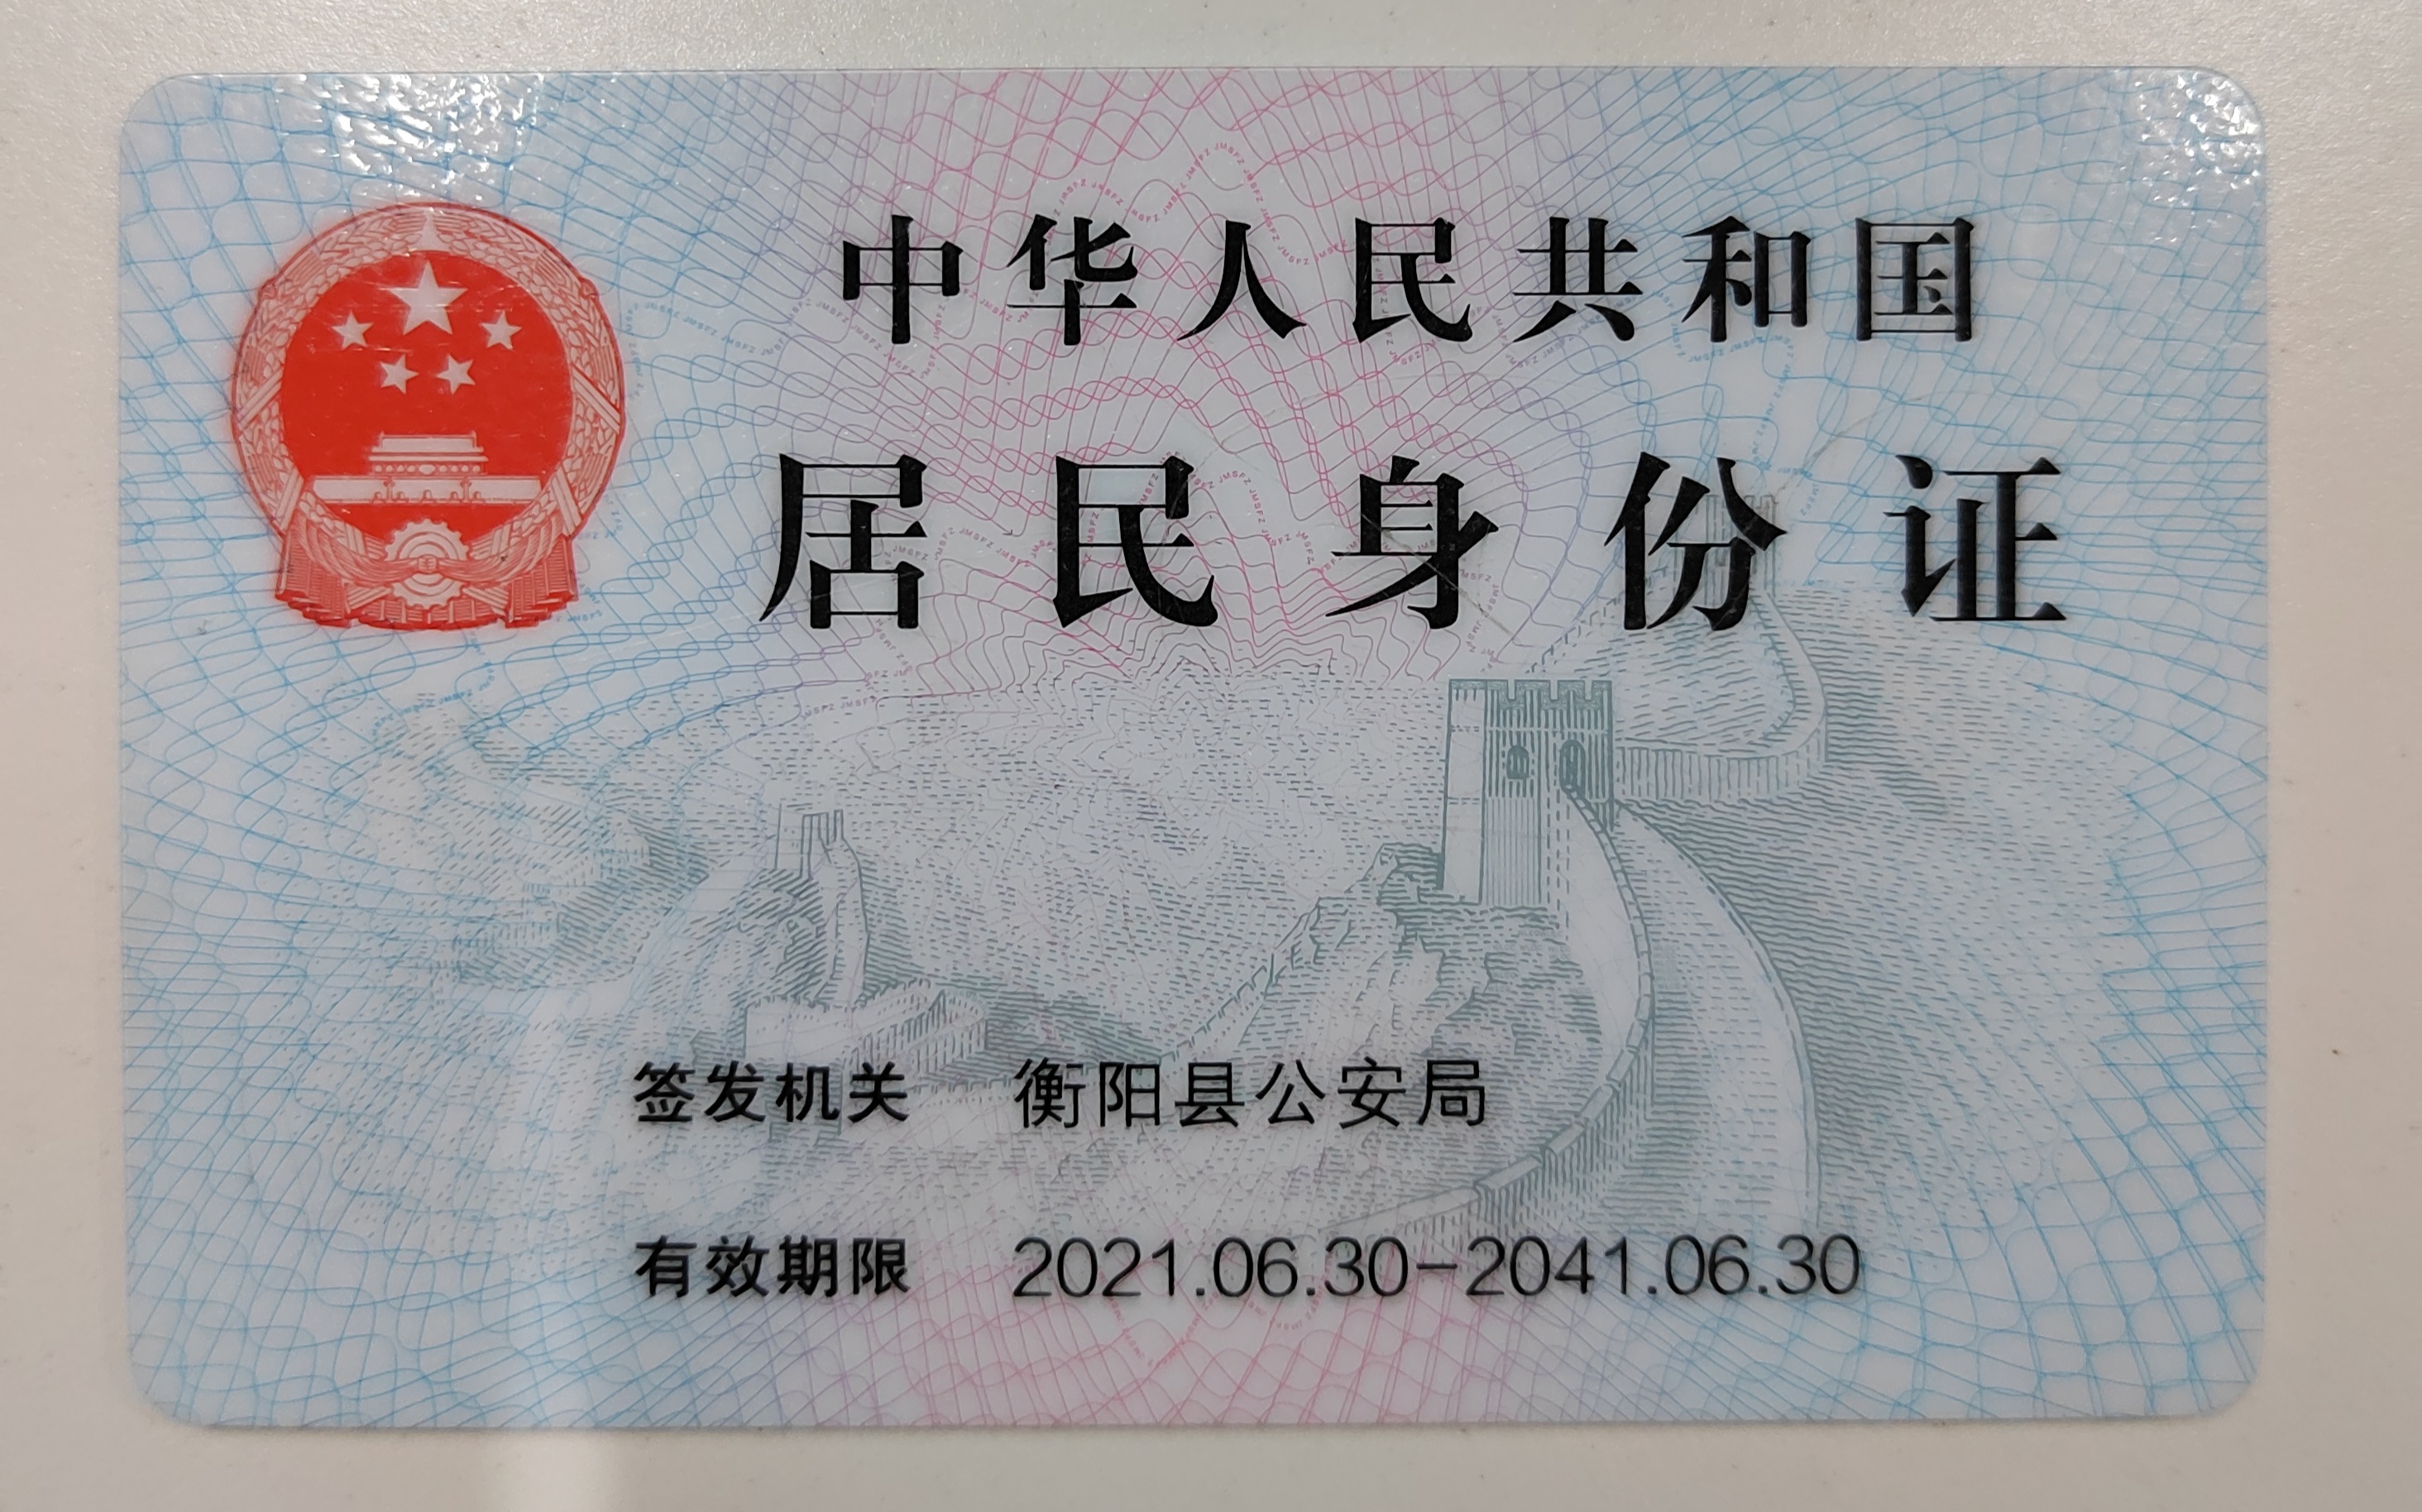 中华人民共和国
居民身份证
签发机关 衡阳县公安局
有效期限 2021.06.30-2041.06.30